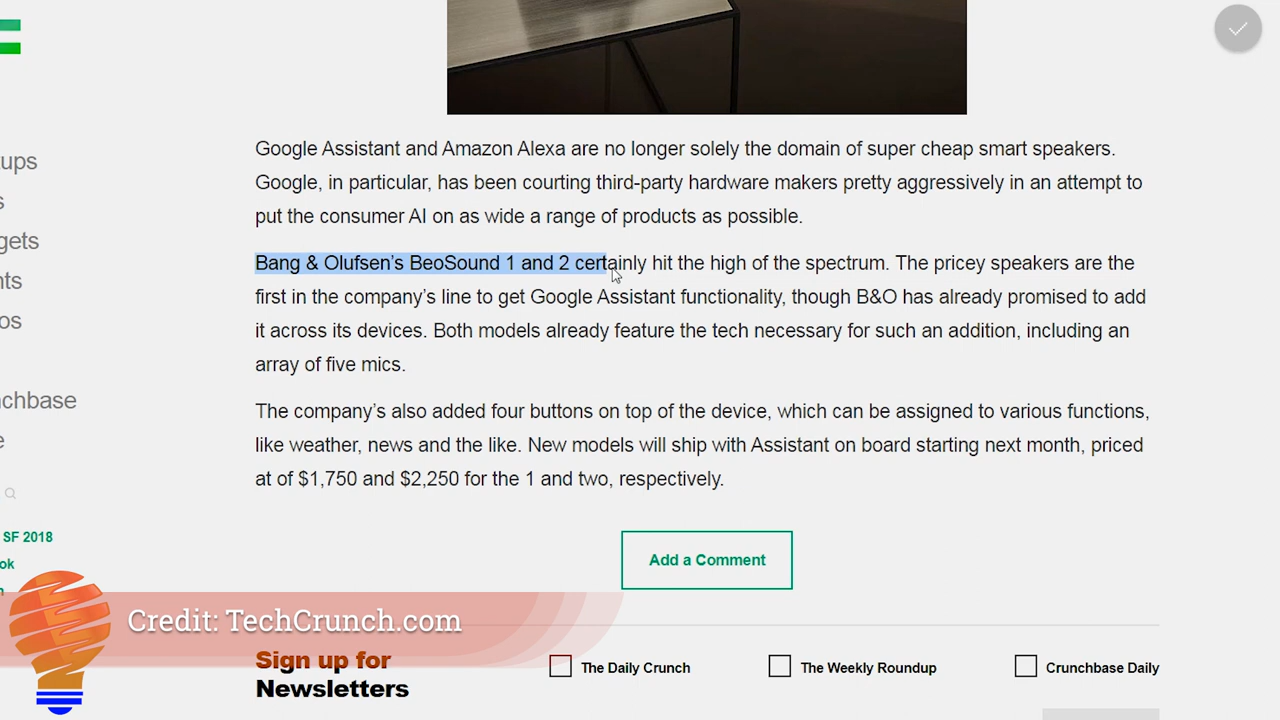 Google Assistant and Amazon Alexa are no longer solely the domain of super cheap smart speakers.
Google, in particular, has been courting third-party hardware makers pretty aggressively in an attempt to
put the consumer AI on as wide a range of products as possible.
Bang & Olufsen’s BeoSound 1 and 2 certainly hit the high of the spectrum. The pricey speakers are the
first in the company’s line to get Google Assistant functionality, though B&O has already promised to add
it across its devices. Both models already feature the tech necessary for such an addition, including an
array of five mics.
The company’s also added four buttons on top of the device, which can be assigned to various functions,
like weather, news and the like. New models will ship with Assistant on board starting next month, priced
at of $1,750 and $2,250 for the 1 and two, respectively.
Add a Comment
ups
s
gets
nts
os
nchbase
e
SF 2018
ok
Credit: TechCrunch.com
Sign up for
Newsletters
The Daily Crunch
The Weekly Roundup
Crunchbase Daily